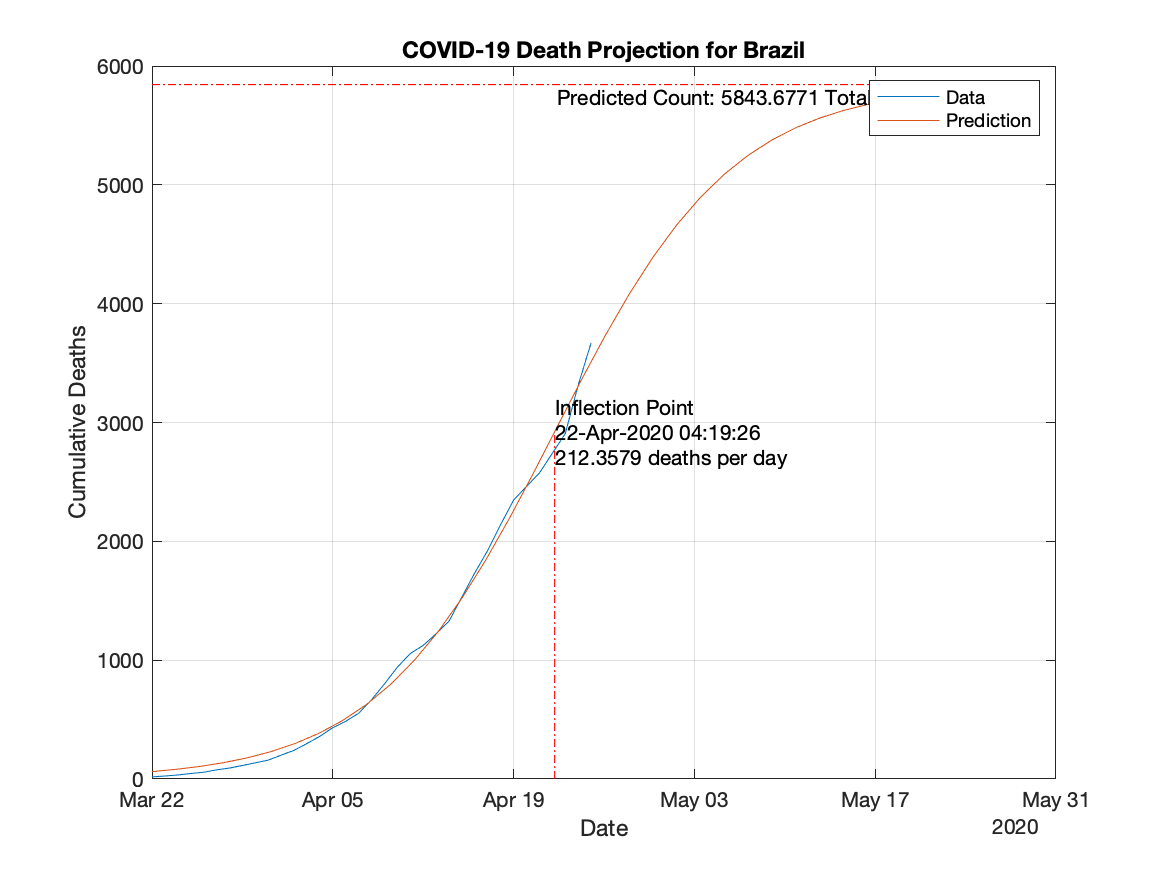 COVID-19 Death Projection for Brazil
6000
Predicted Count: 5843.6771 Total
Data
Prediction
5000
4000
Inflection Point
3000
22-Apr-2020 04:19:26
212.3579 deaths per day
2000
1000
0
Cumulative Deaths
Mar 22 Apr 05 Apr 19 May 03 May 17 May 31
Date
2020